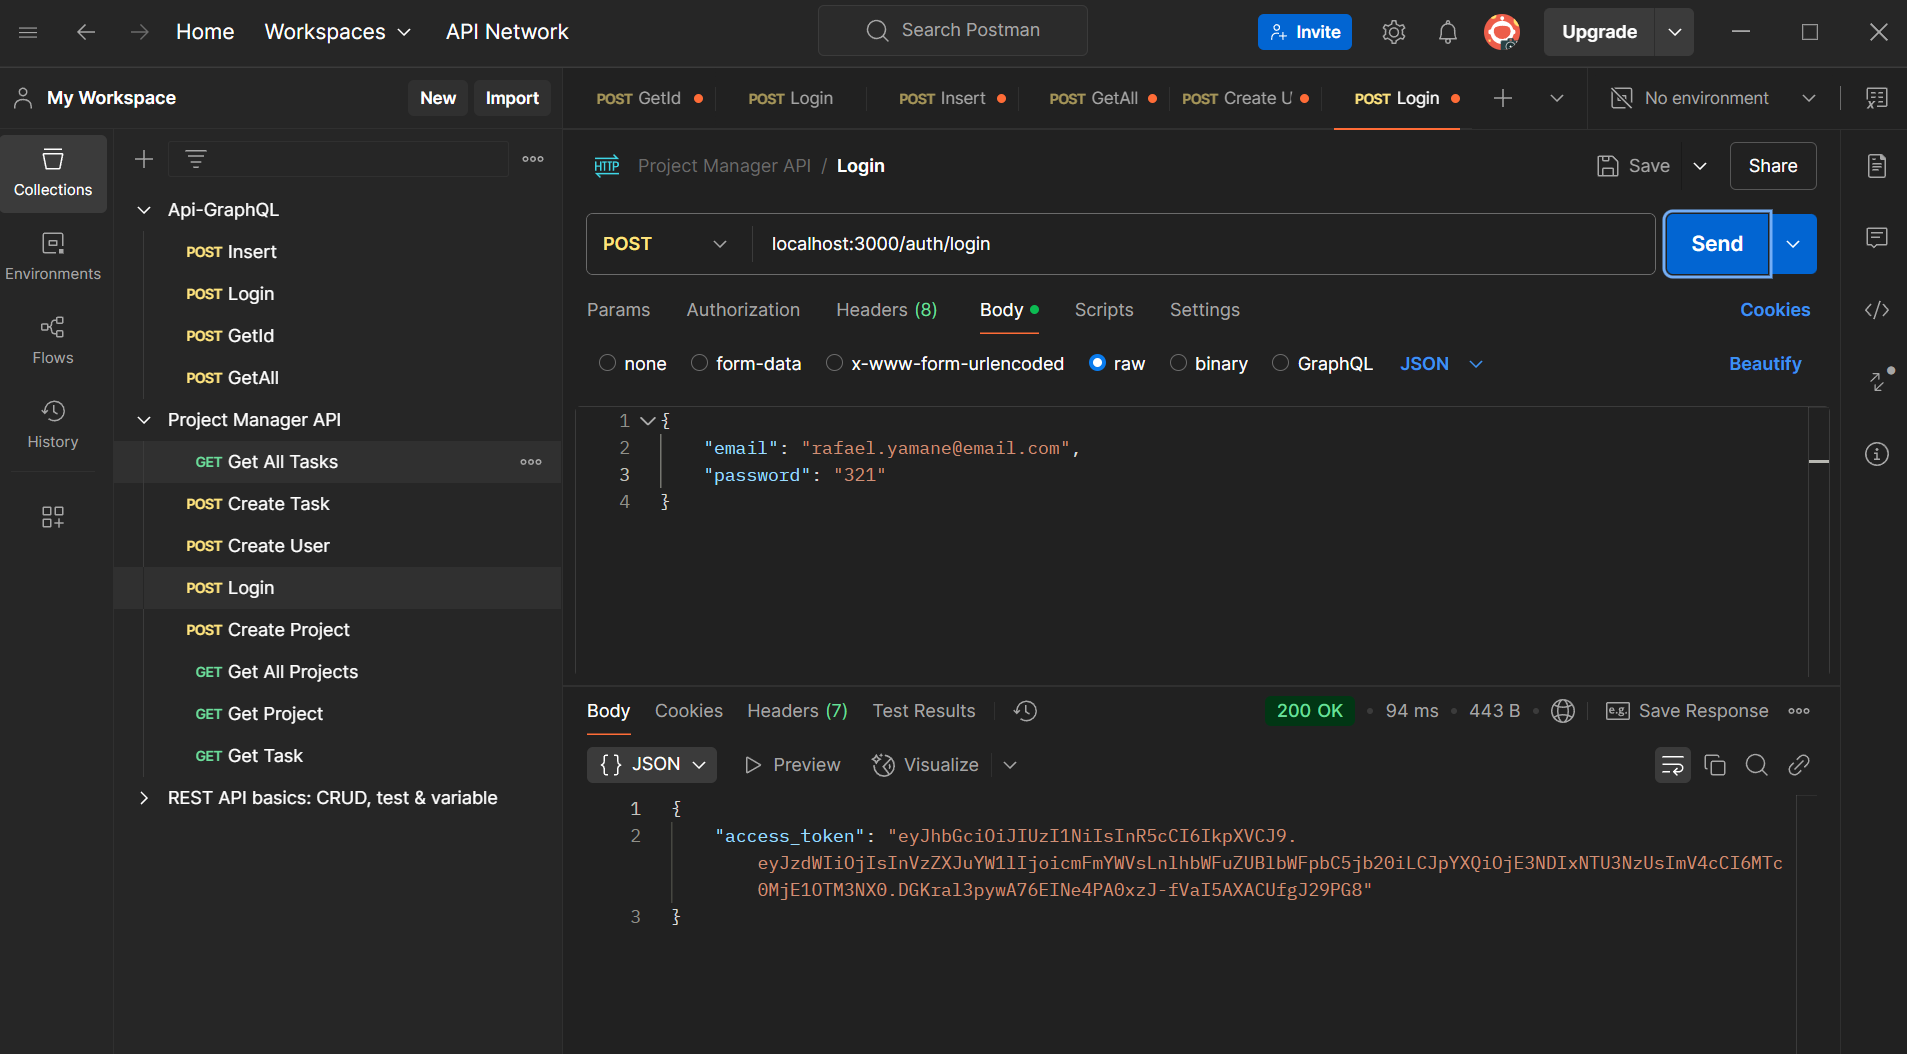 Home
Workspaces
API Network
Search Postman
Invite
Upgrade
My Workspace
New
Import
POST GetId
POST Login
POST Insert
POST GetAll
POST Create U
POST Login
No environment
Collections
Environments
Flows
History
Api-GraphQL
POST Insert
POST Login
POST GetId
POST GetAll
Project Manager API
GET Get All Tasks
POST Create Task
POST Create User
POST Login
POST Create Project
GET Get All Projects
GET Get Project
GET Get Task
REST API basics: CRUD, test & variable
HTTP Project Manager API / Login
Save
Share
POST
localhost:3000/auth/login
Send
Params
Authorization
Headers (8)
Body
Scripts
Settings
Cookies
none
form-data
x-www-form-urlencoded
raw
binary
GraphQL
JSON
Beautify
1 {
2 "email": "rafael.yamane@email.com",
3 "password": "321"
4 }
Body
Cookies
Headers (7)
Test Results
200 OK
94 ms
443 B
e.g. Save Response
{} JSON
Preview
Visualize
1 {
2 "access_token": "eyJhbGciOiJIUzI1NiIsInR5cCI6IkpXVCJ9.
eyJzdWIiOjIsInVzZXJuYW1lIjoicmFmYWVsLnlhbWFuZUBlbWFpbC5jb20iLCJpYXQiOjE3NDIxNTU3NzUsImV4cCI6MTc
0MjE1OTM3NX0.DGKral3pywA76EINe4PA0xzJ-fVaI5AXACUfgJ29PG8"
3 }